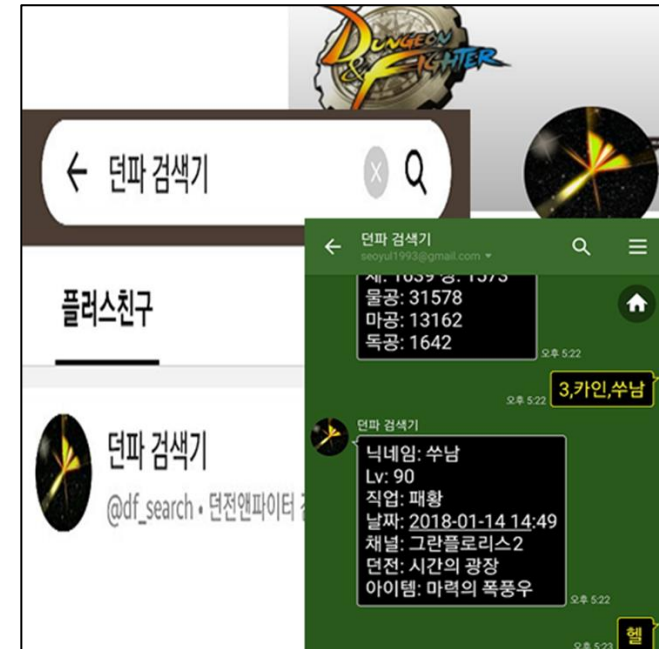 DUNGEON
&
FIGHTER
← 던파 검색기
플러스친구
던파 검색기
@df_search • 던전앤파이터
← 던파 검색기
seoyul1993@gmail.com
물공: 31578
마공: 13162
독공: 1642
오후 5:22
3,카인,쑤남
오후 5:22
던파 검색기
닉네임: 쑤남
Lv: 90
직업: 패황
날짜: 2018-01-14 14:49
채널: 그란플로리스2
던전: 시간의 광장
아이템: 마력의 폭풍우
오후 5:22
헬
오후 5:23